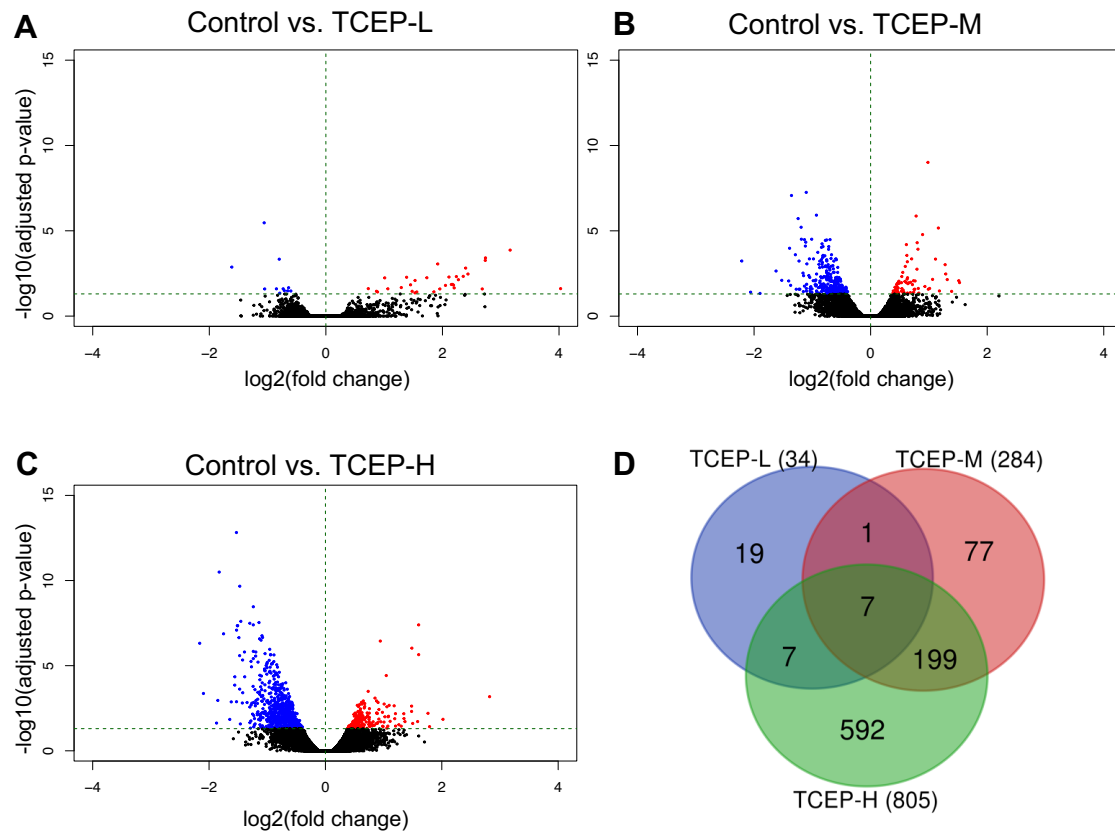 A
Control vs. TCEP-L
-log10(adjusted p-value)
15
10
5
0
−4
−2
0
2
4
log2(fold change)
B
Control vs. TCEP-M
15
10
5
0
−4
−2
0
2
4
log2(fold change)
C
Control vs. TCEP-H
-log10(adjusted p-value)
15
10
5
0
−4
−2
0
2
4
log2(fold change)
D
TCEP-L (34)
TCEP-M (284)
1
19
77
7
7
199
592
TCEP-H (805)